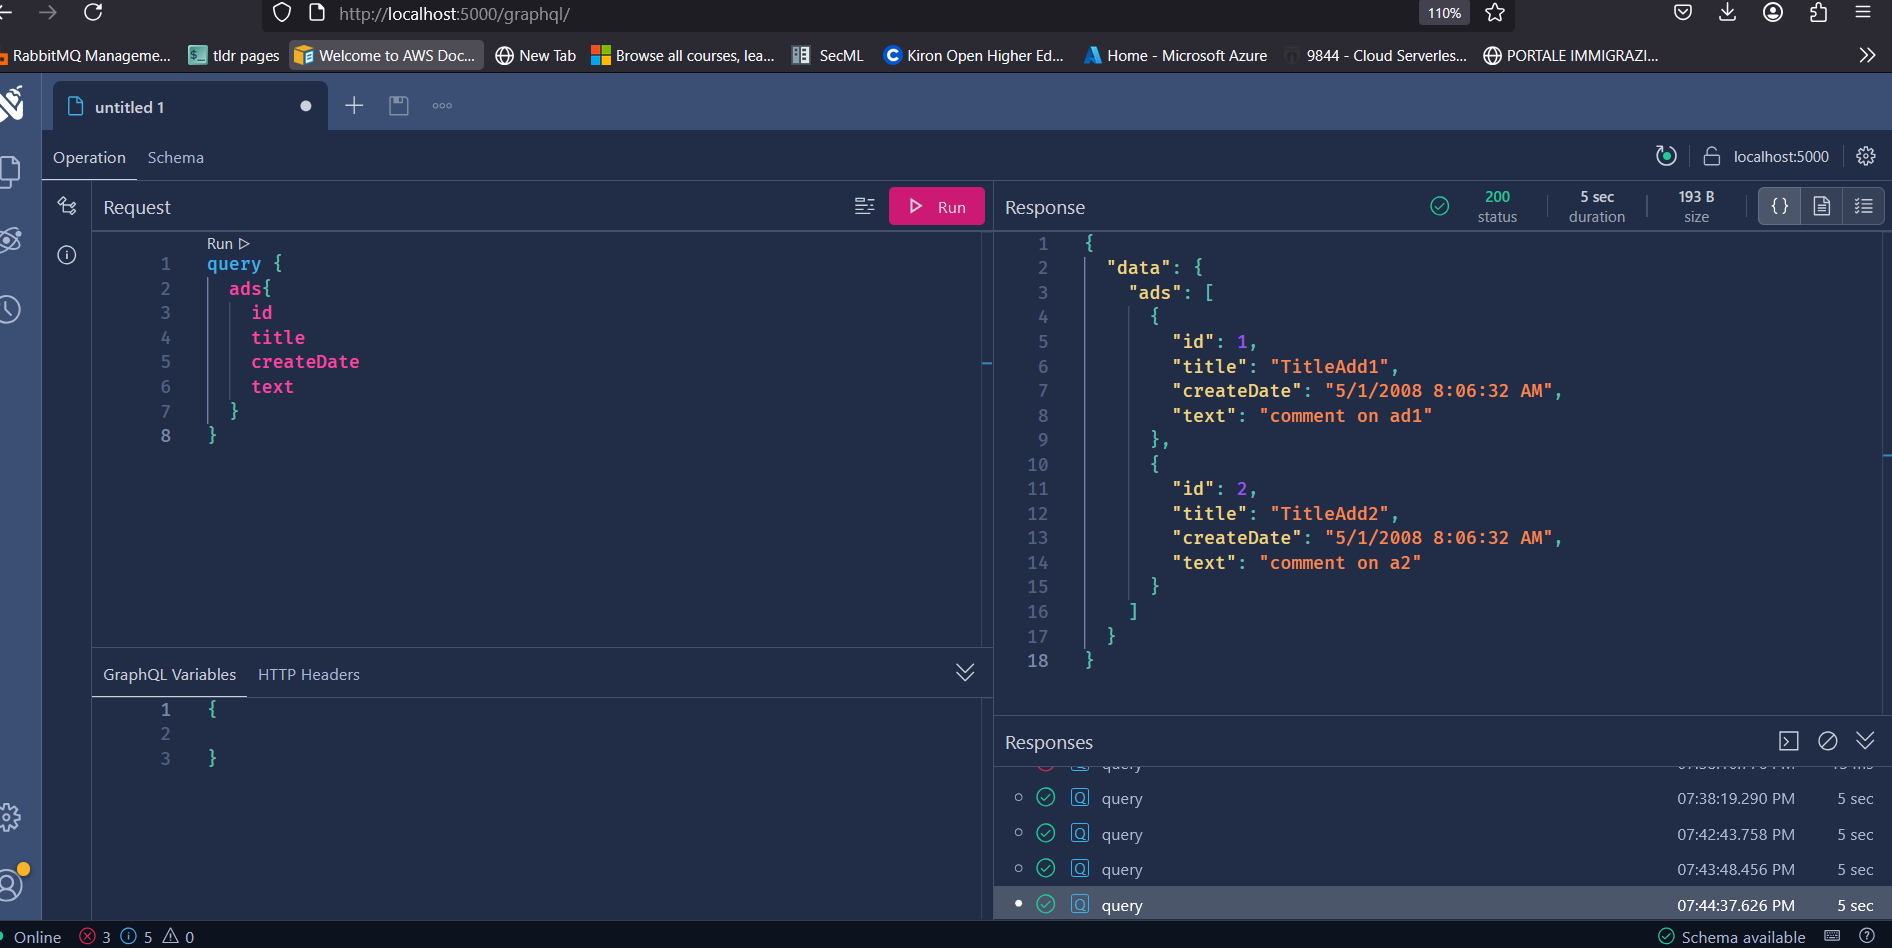 http://localhost:5000/graphql/
110%
RabbitMQ Manageme...
tldr pages
Welcome to AWS Doc...
New Tab
Browse all courses, lea...
SecML
Kiron Open Higher Ed...
Home - Microsoft Azure
9844 - Cloud Serverles...
PORTALE IMMIGRAZI...
untitled 1
Operation
Schema
localhost:5000
Request
Run
Run
1 query {
2 ads{
3 id
4 title
5 createDate
6 text
7 }
8 }
GraphQL Variables
HTTP Headers
1 {
2
3 }
Response
200
status
5 sec
duration
193 B
size
1 {
2 "data": {
3 "ads": [
4 {
5 "id": 1,
6 "title": "TitleAdd1",
7 "createDate": "5/1/2008 8:06:32 AM",
8 "text": "comment on ad1"
9 },
10 {
11 "id": 2,
12 "title": "TitleAdd2",
13 "createDate": "5/1/2008 8:06:32 AM",
14 "text": "comment on a2"
15 }
16 ]
17 }
18 }
Responses
query
Q query 07:38:19.290 PM 5 sec
Q query 07:42:43.758 PM 5 sec
Q query 07:43:48.456 PM 5 sec
Q query 07:44:37.626 PM 5 sec
Online 3 5 0
Schema available